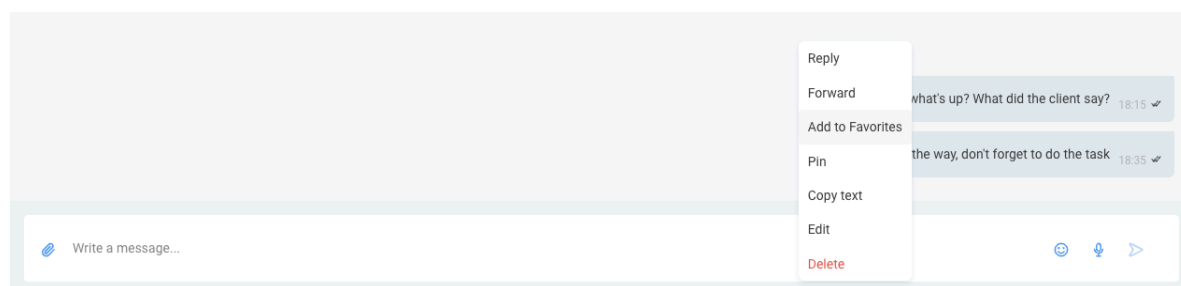 Reply
Forward
what's up? What did the client say? 18:15
Add to Favorites
the way, don't forget to do the task 18:35
Pin
Copy text
Edit
Write a message...
Delete